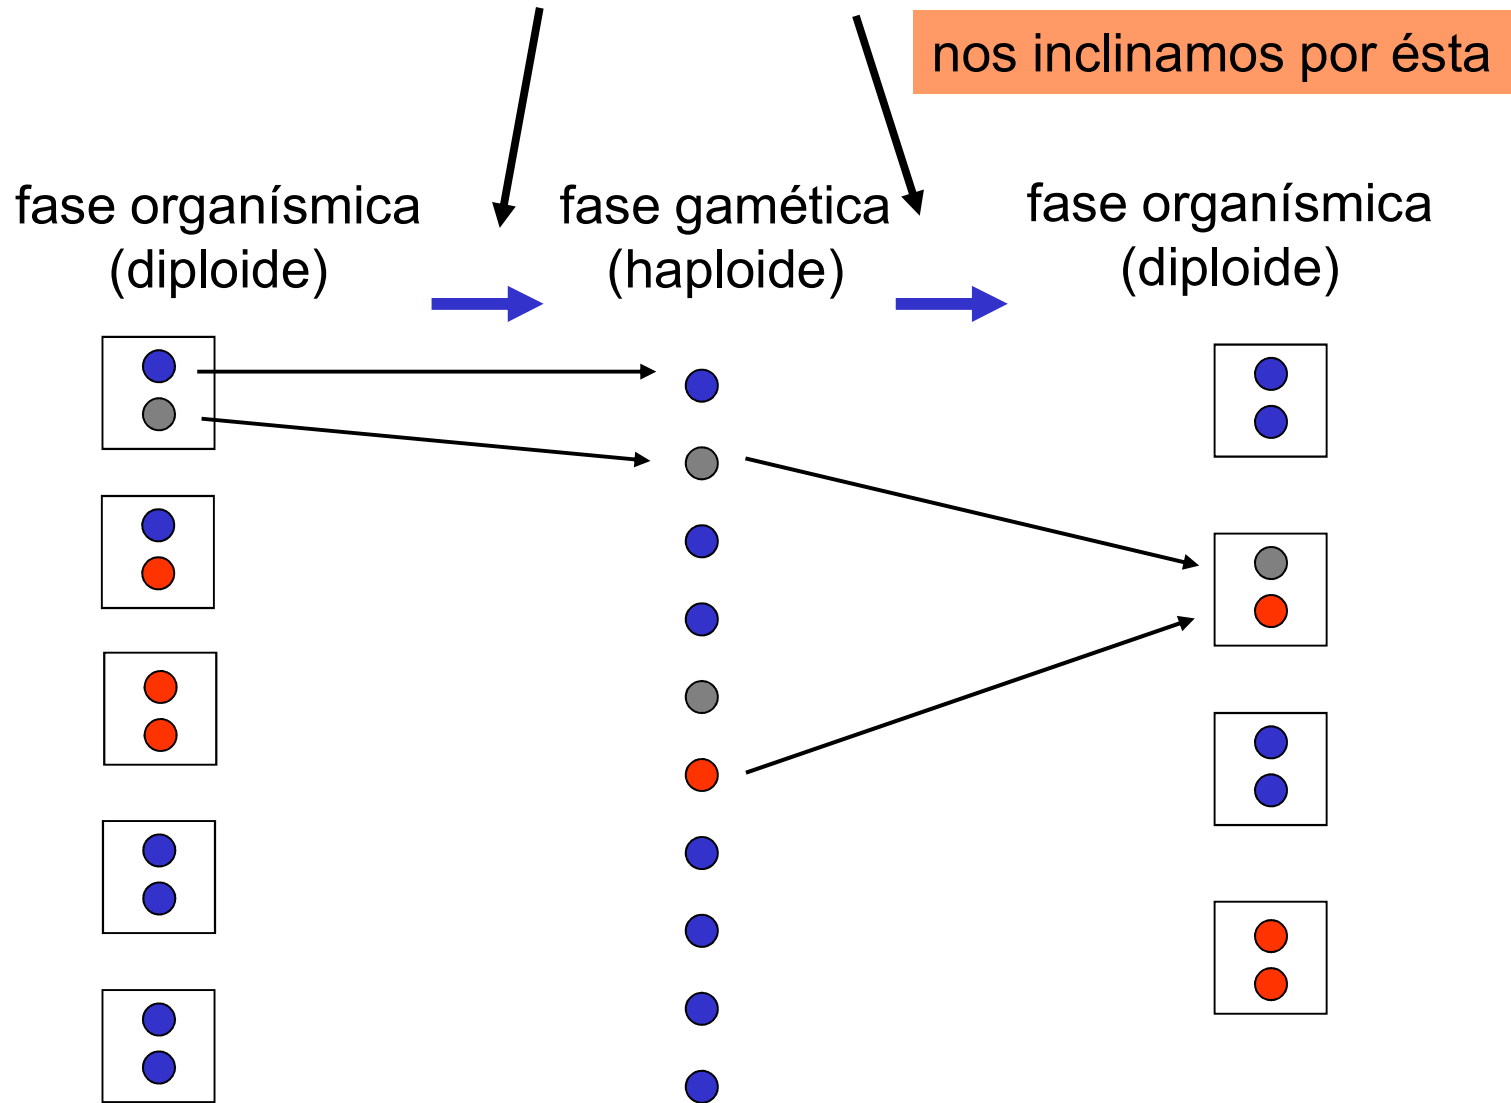 nos inclinamos por ésta
fase organísmica
(diploide)
fase gamética
(haploide)
fase organísmica
(diploide)